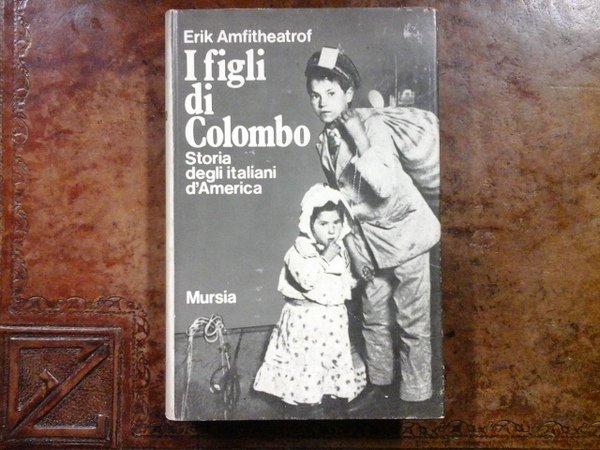 Erik Amfitheatrof
I figli
di
Colombo
Storia
degli italiani
d'America
Mursia